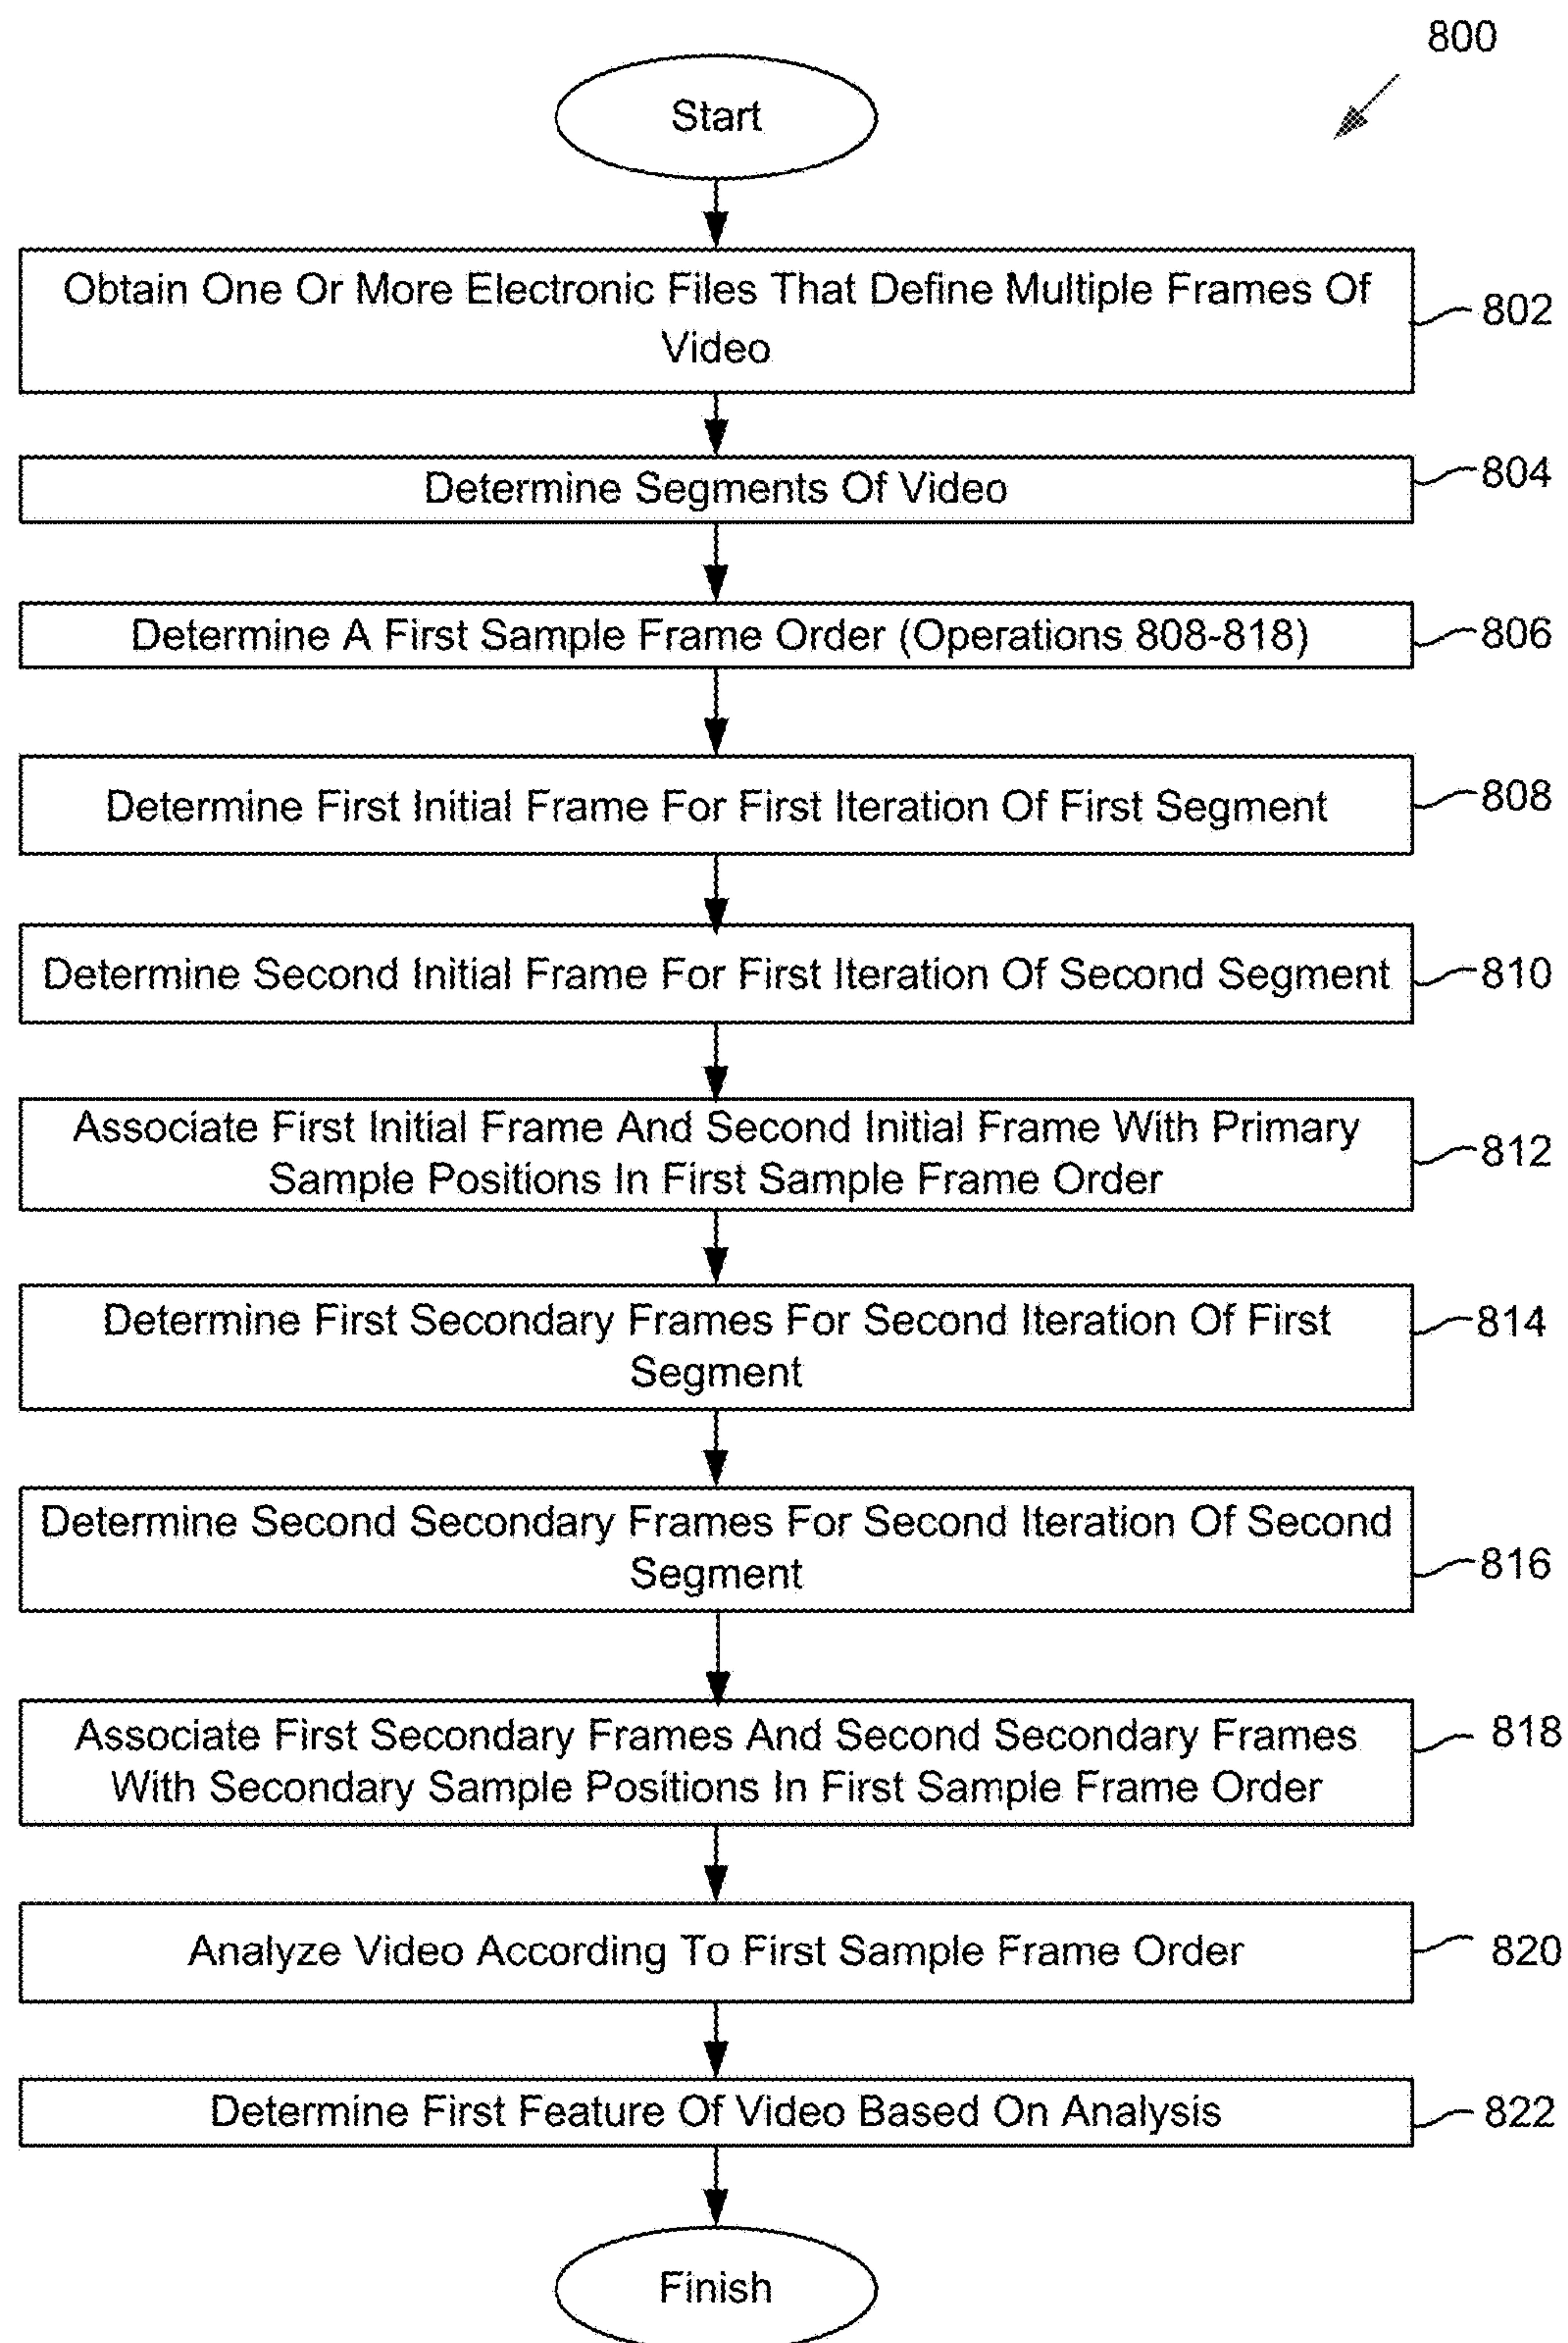 800
Start
Obtain One Or More Electronic Files That Define Multiple Frames Of
Video
802
Determine Segments Of Video
804
Determine A First Sample Frame Order (Operations 808-818)
806
Determine First Initial Frame For First Iteration Of First Segment
808
Determine Second Initial Frame For First Iteration Of Second Segment
810
Associate First Initial Frame And Second Initial Frame With Primary
Sample Positions In First Sample Frame Order
812
Determine First Secondary Frames For Second Iteration Of First
Segment
814
Determine Second Secondary Frames For Second Iteration Of Second
Segment
816
Associate First Secondary Frames And Second Secondary Frames
With Secondary Sample Positions In First Sample Frame Order
818
Analyze Video According To First Sample Frame Order
820
Determine First Feature Of Video Based On Analysis
822
Finish